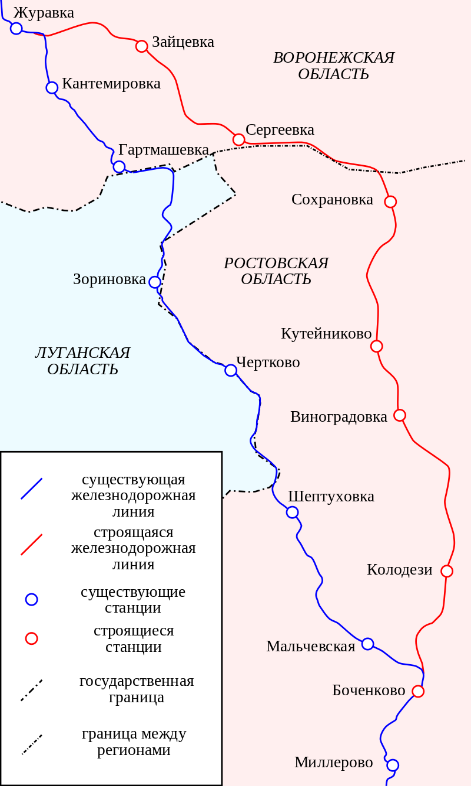 Журавка
Зайцевка
ВОРОНЕЖСКАЯ
ОБЛАСТЬ
Кантемировка
Сергеевка
Гартмашевка
Сохрановка
РОСТОВСКАЯ
ОБЛАСТЬ
Зориновка
Кутейниково
ЛУГАНСКАЯ
ОБЛАСТЬ
Чертково
Виноградовка
Шептуховка
Колодези
Мальчевская
Боченково
Миллерово
существующая
железнодорожная
линия
строящаяся
железнодорожная
линия
существующие
станции
строящиеся
станции
государственная
граница
граница между
регионами